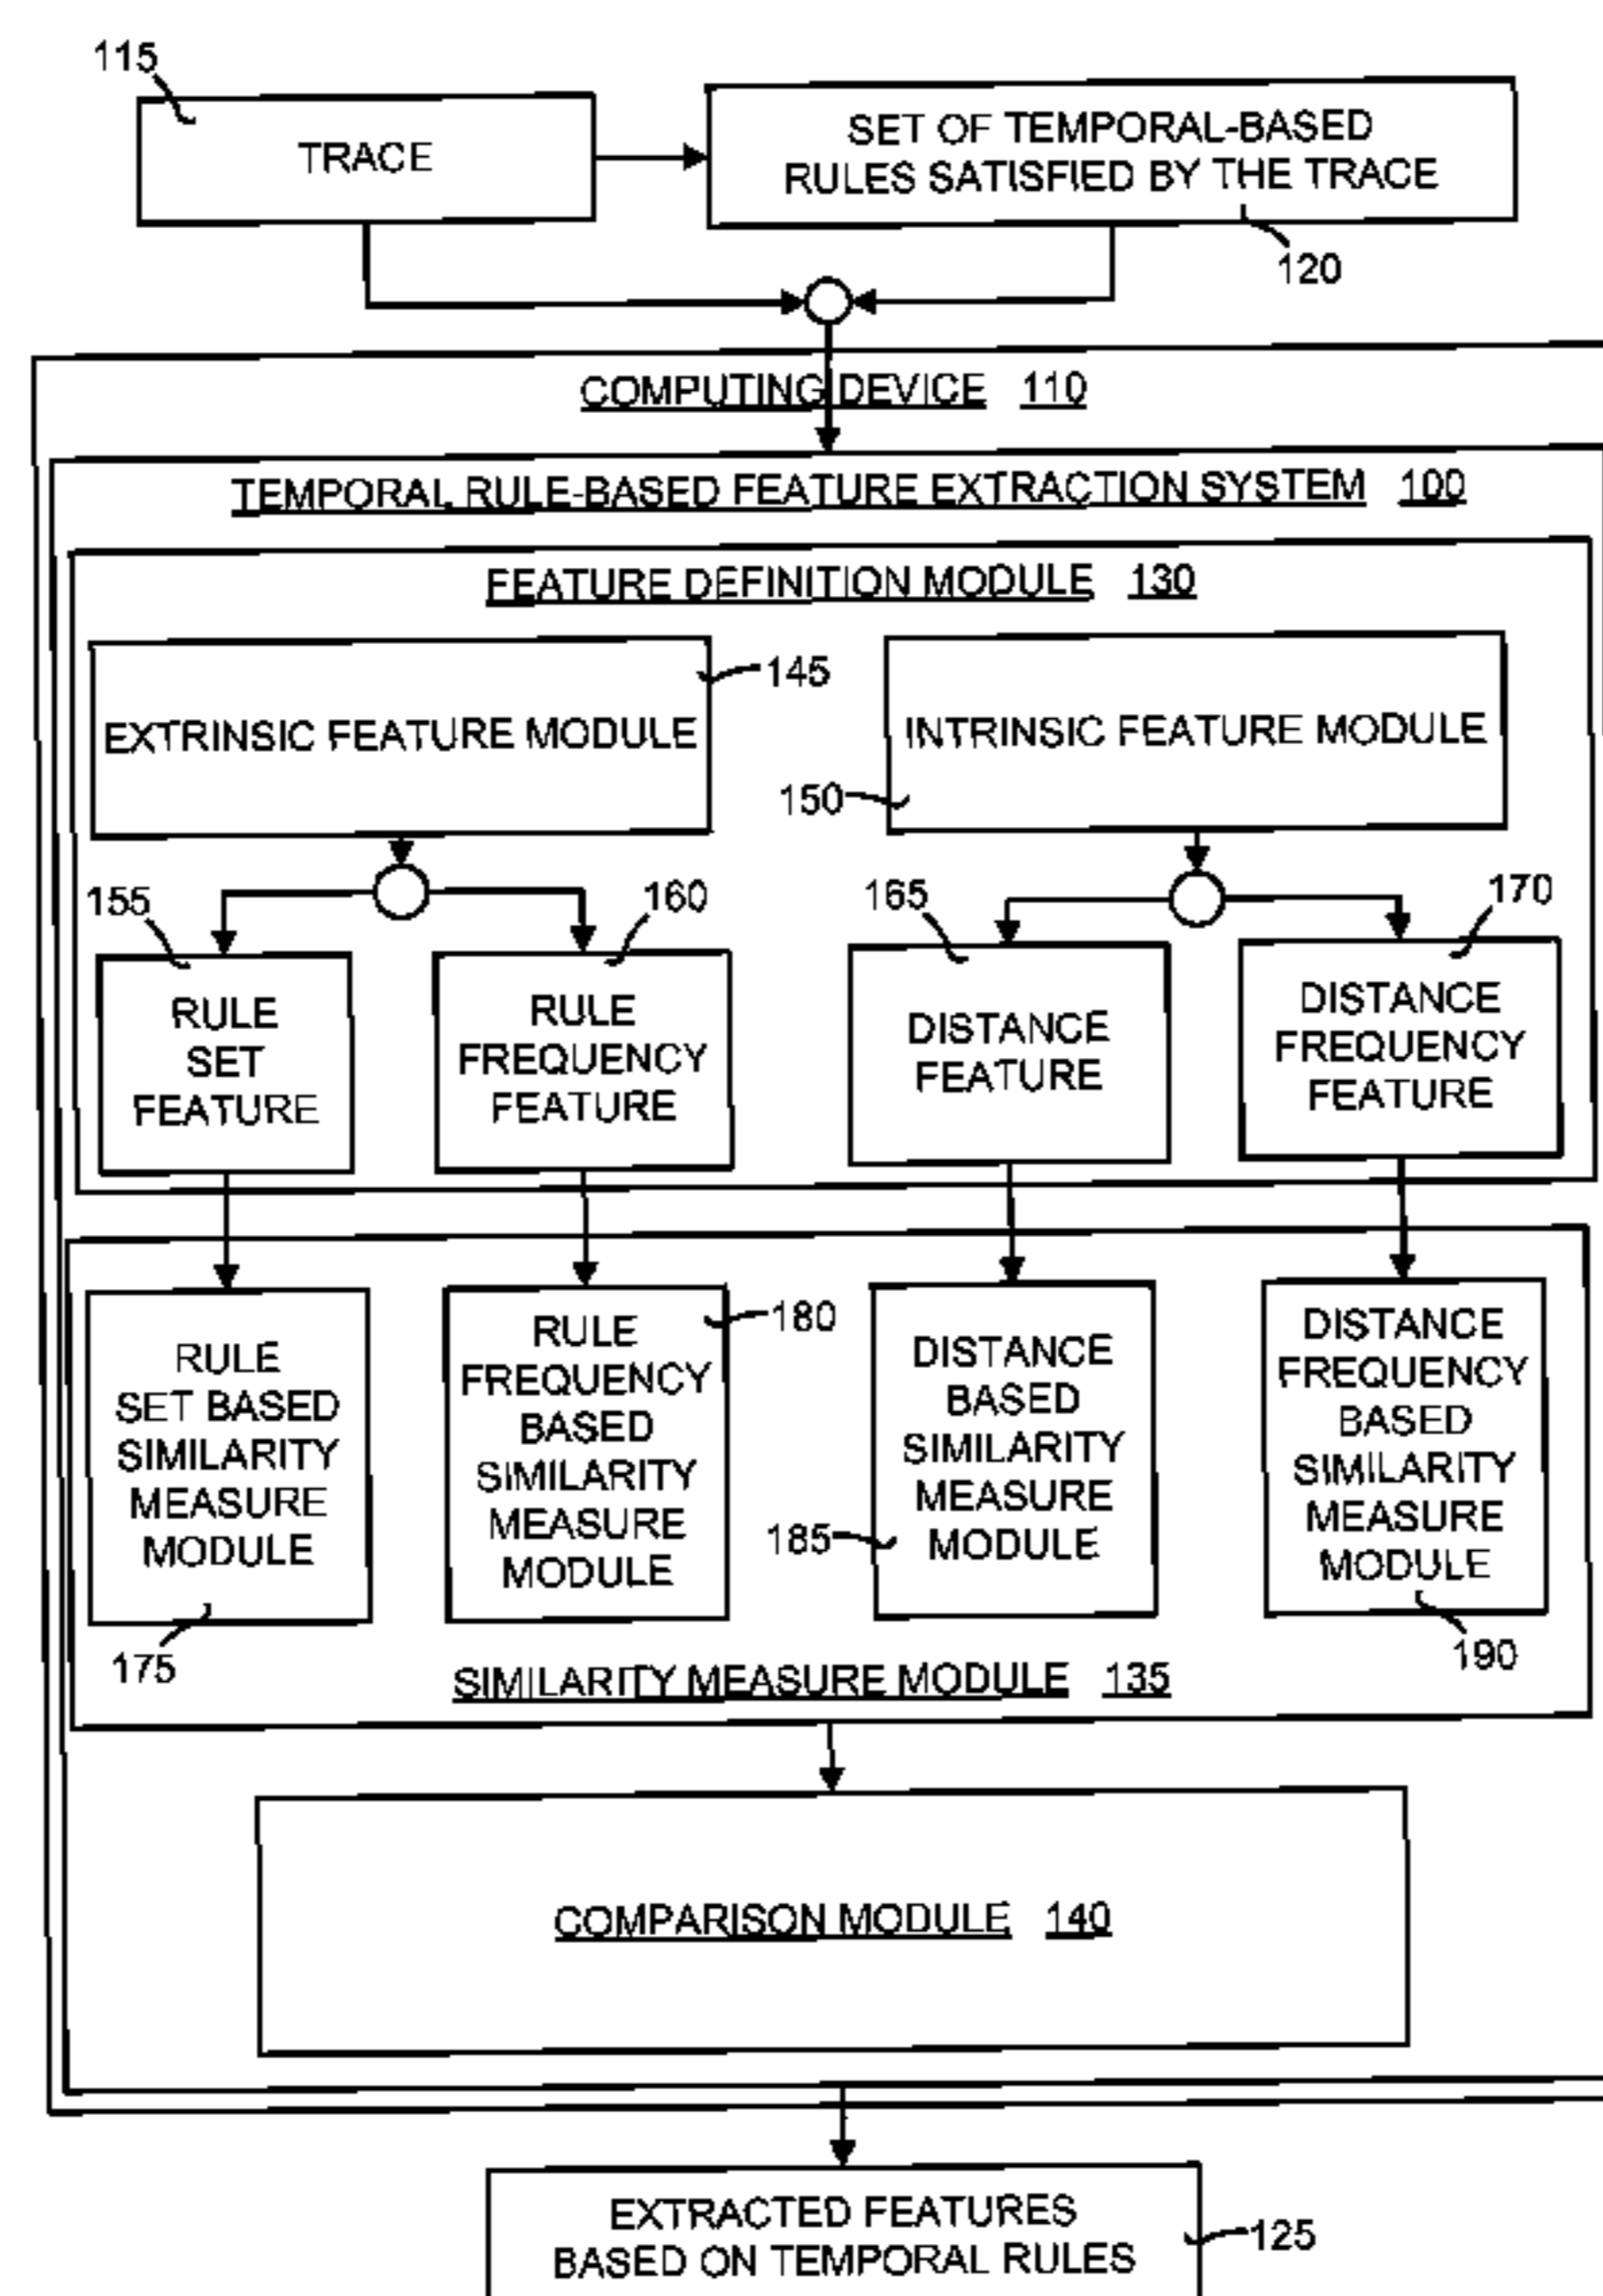 115
TRACE
SET OF TEMPORAL-BASED
RULES SATISFIED BY THE TRACE
120
COMPUTING DEVICE 110
TEMPORAL RULE-BASED FEATURE EXTRACTION SYSTEM 100
FEATURE DEFINITION MODULE 130
EXTRINSIC FEATURE MODULE
145
INTRINSIC FEATURE MODULE
150
155
RULE
SET
FEATURE
160
RULE
FREQUENCY
FEATURE
165
DISTANCE
FEATURE
170
DISTANCE
FREQUENCY
FEATURE
RULE
SET BASED
SIMILARITY
MEASURE
MODULE
175
RULE
FREQUENCY
BASED
SIMILARITY
MEASURE
MODULE
180
DISTANCE
BASED
SIMILARITY
MEASURE
MODULE
185
DISTANCE
FREQUENCY
BASED
SIMILARITY
MEASURE
MODULE
190
SIMILARITY MEASURE MODULE 135
COMPARISON MODULE 140
EXTRACTED FEATURES
BASED ON TEMPORAL RULES
125